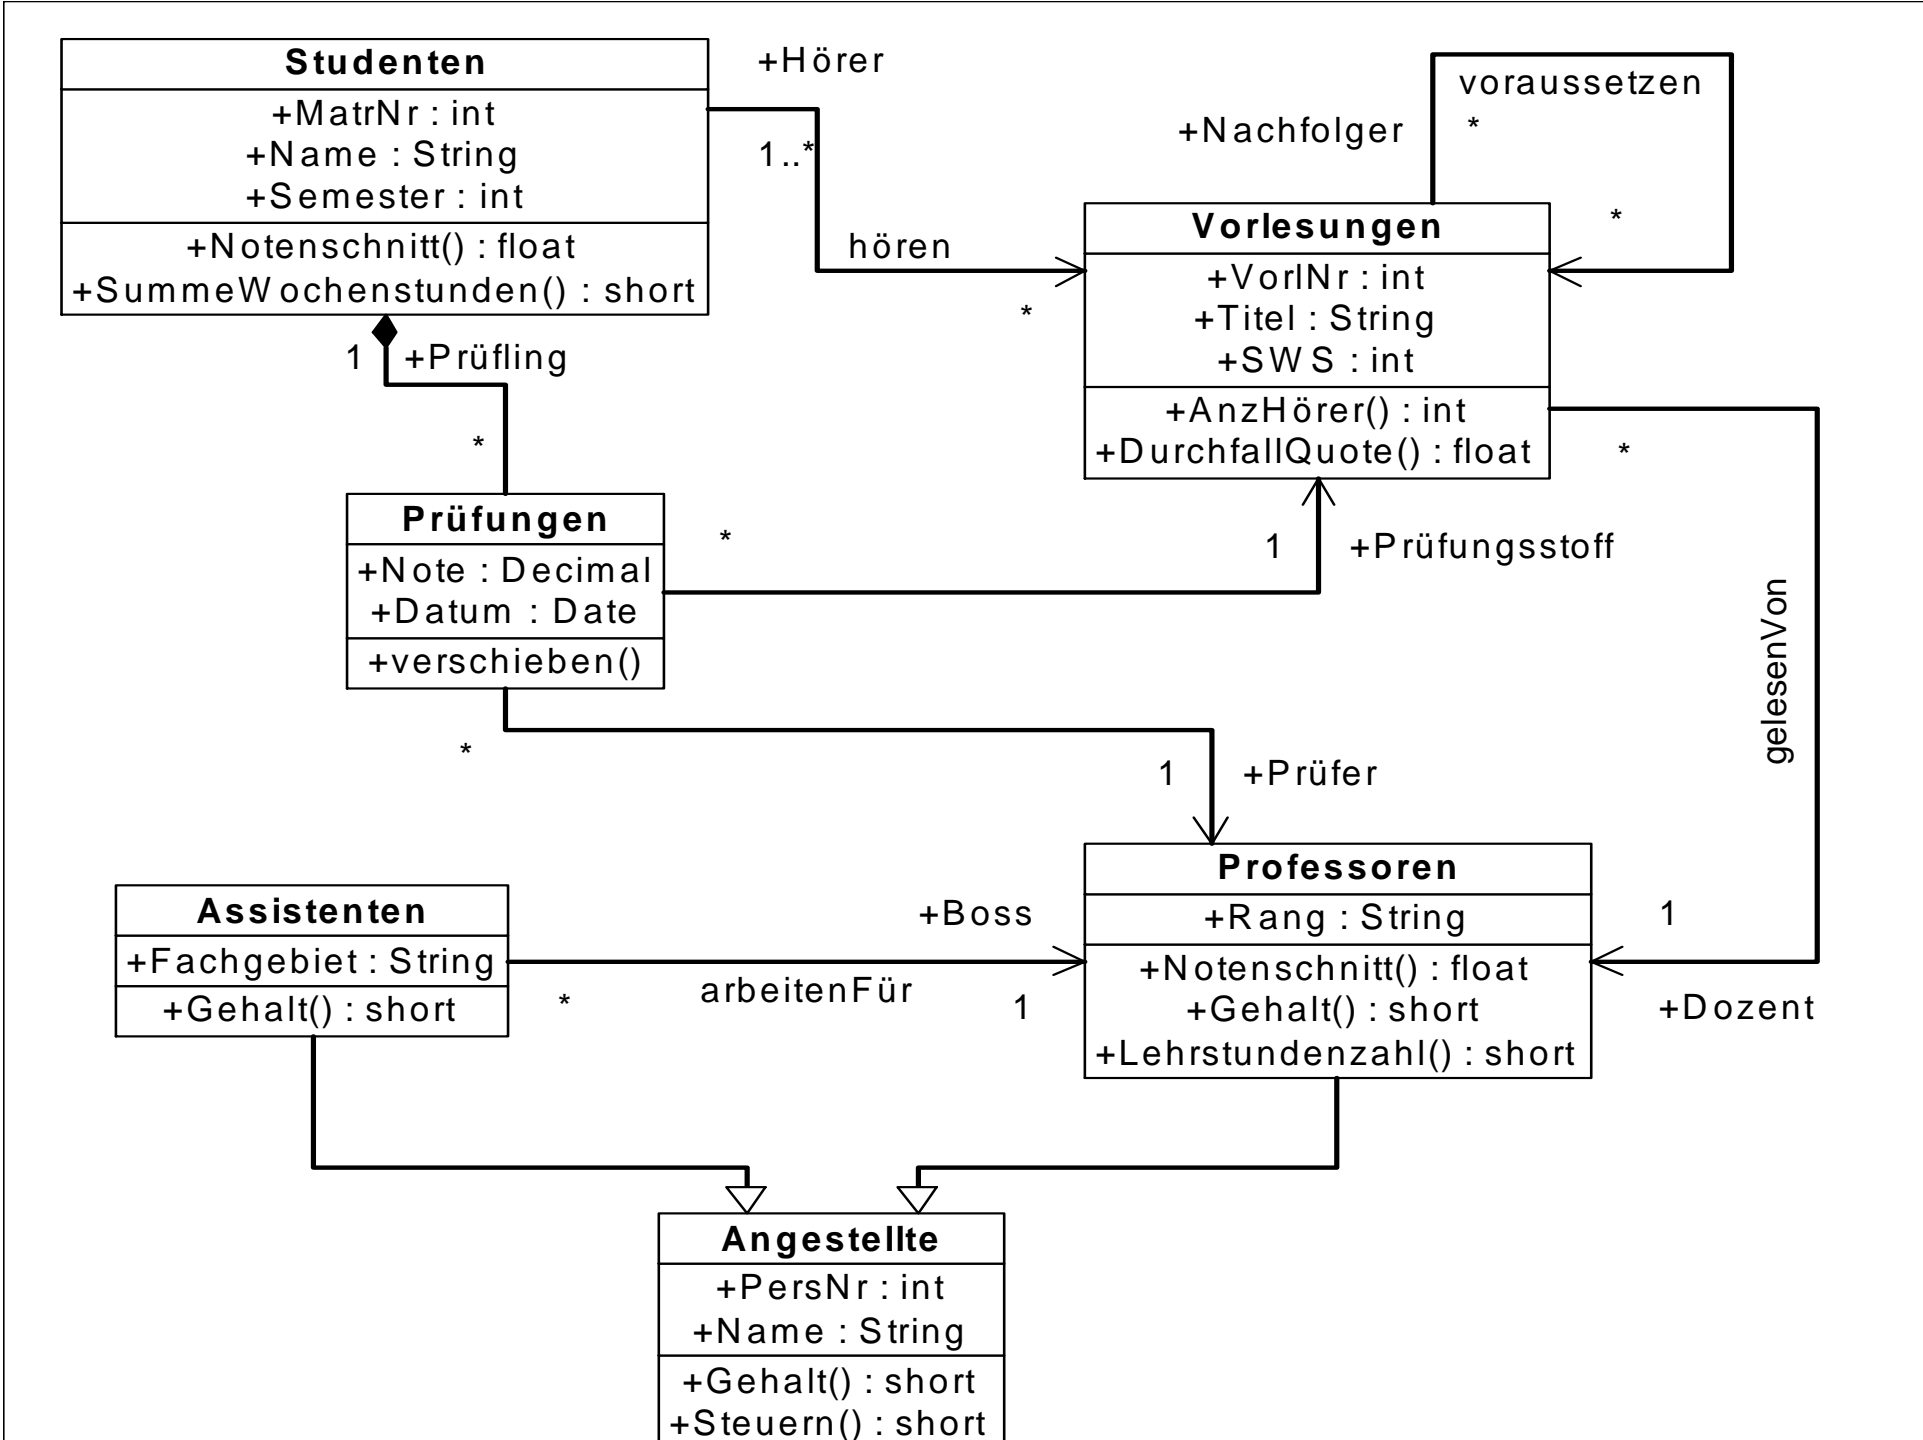 Studenten
+MatrNr : int
+Name : String
+Semester : int
+Notenschnitt() : float
+SummeWochenstunden() : short
+Hörer
1..*
hören
*
voraussetzen
+Nachfolger
*
*
Vorlesungen
+VorlNr : int
+Titel : String
+SWS : int
+AnzHörer() : int
+DurchfallQuote() : float
*
1
+Prüfling
*
Prüfungen
+Note : Decimal
+Datum : Date
+verschieben()
*
1
+Prüfungsstoff
gelesenVon
*
1
+Prüfer
Professoren
+Rang : String
+Notenschnitt() : float
+Gehalt() : short
+Lehrstundenzahl() : short
1
+Dozent
Assistenten
+Fachgebiet : String
+Gehalt() : short
+Boss
*
arbeitenFür
1
Angestellte
+PersNr : int
+Name : String
+Gehalt() : short
+Steuern() : short